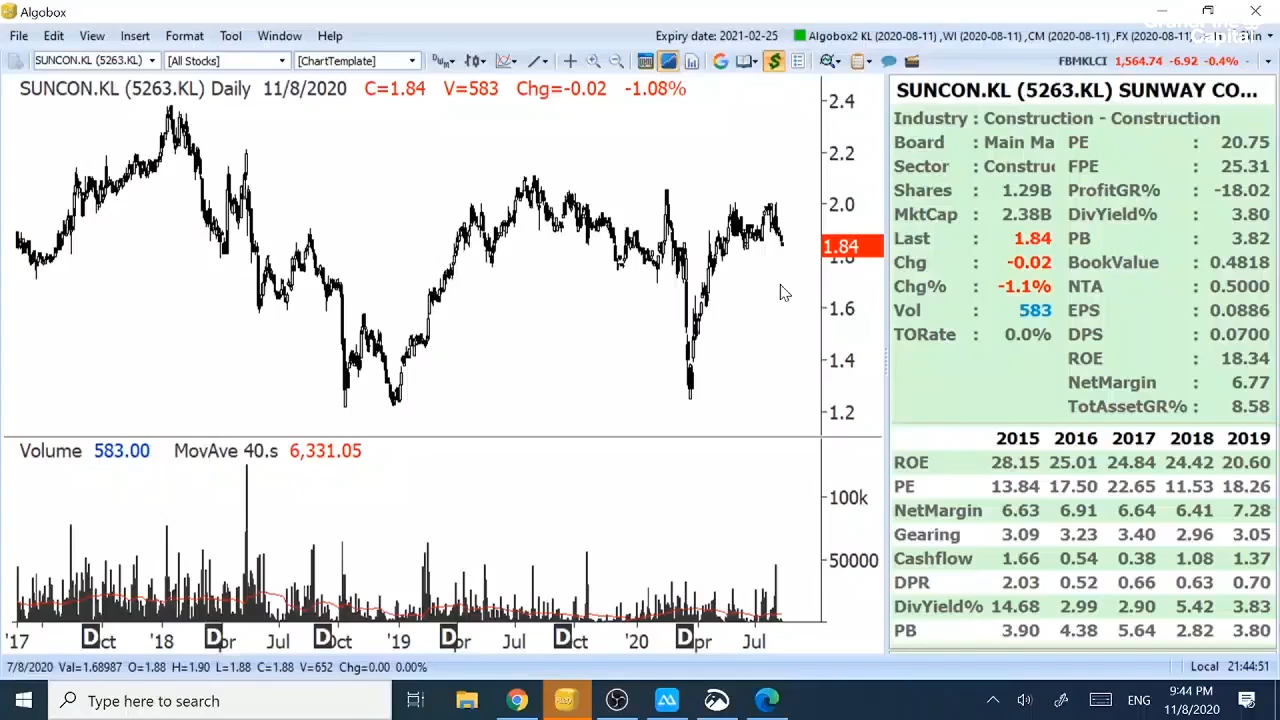 Algobox
File Edit View Insert Format Tool Window Help Expiry date: 2021-02-25 Algobox2 KL (2020-08-11) ,WI (2020-08-11) ,CM (2020-08-11) , FX (2020-08-11)
Capital
SUNCON.KL (5263.KL) [All Stocks] [ChartTemplate] FBMKLCI 1,564.74 -6.92 -0.4%
SUNCON.KL (5263.KL) Daily 11/8/2020 C=1.84 V=583 Chg=-0.02 -1.08%
2.4
2.2
2.0
1.84
1.8
1.6
1.4
1.2
Volume 583.00 MovAve 40.s 6,331.05
100k
50000
'17 D Oct '18 D Apr Jul D Oct '19 D Apr Jul D Oct '20 D Apr Jul
SUNCON.KL (5263.KL) SUNWAY CO...
Industry : Construction - Construction
Board : Main Ma PE : 20.75
Sector : Construc FPE : 25.31
Shares : 1.29B ProfitGR% : -18.02
MktCap : 2.38B DivYield% : 3.80
Last : 1.84 PB : 3.82
Chg : -0.02 BookValue : 0.4818
Chg% : -1.1% NTA : 0.5000
Vol : 583 EPS : 0.0886
TORate : 0.0% DPS : 0.0700
ROE : 18.34
NetMargin : 6.77
TotAssetGR% : 8.58
2015 2016 2017 2018 2019
ROE 28.15 25.01 24.84 24.42 20.60
PE 13.84 17.50 22.65 11.53 18.26
NetMargin 6.63 6.91 6.64 6.41 7.28
Gearing 3.09 3.23 3.40 2.96 3.05
Cashflow 1.66 0.54 0.38 1.08 1.37
DPR 2.03 0.52 0.66 0.63 0.70
DivYield% 14.68 2.99 2.90 5.42 3.83
PB 3.90 4.38 5.64 2.82 3.80
7/8/2020 Val=1.68987 O=1.88 H=1.90 L=1.88 C=1.88 V=652 Chg=0.00 0.00% Local 21:44:51
Type here to search ENG 9:44 PM
11/8/2020